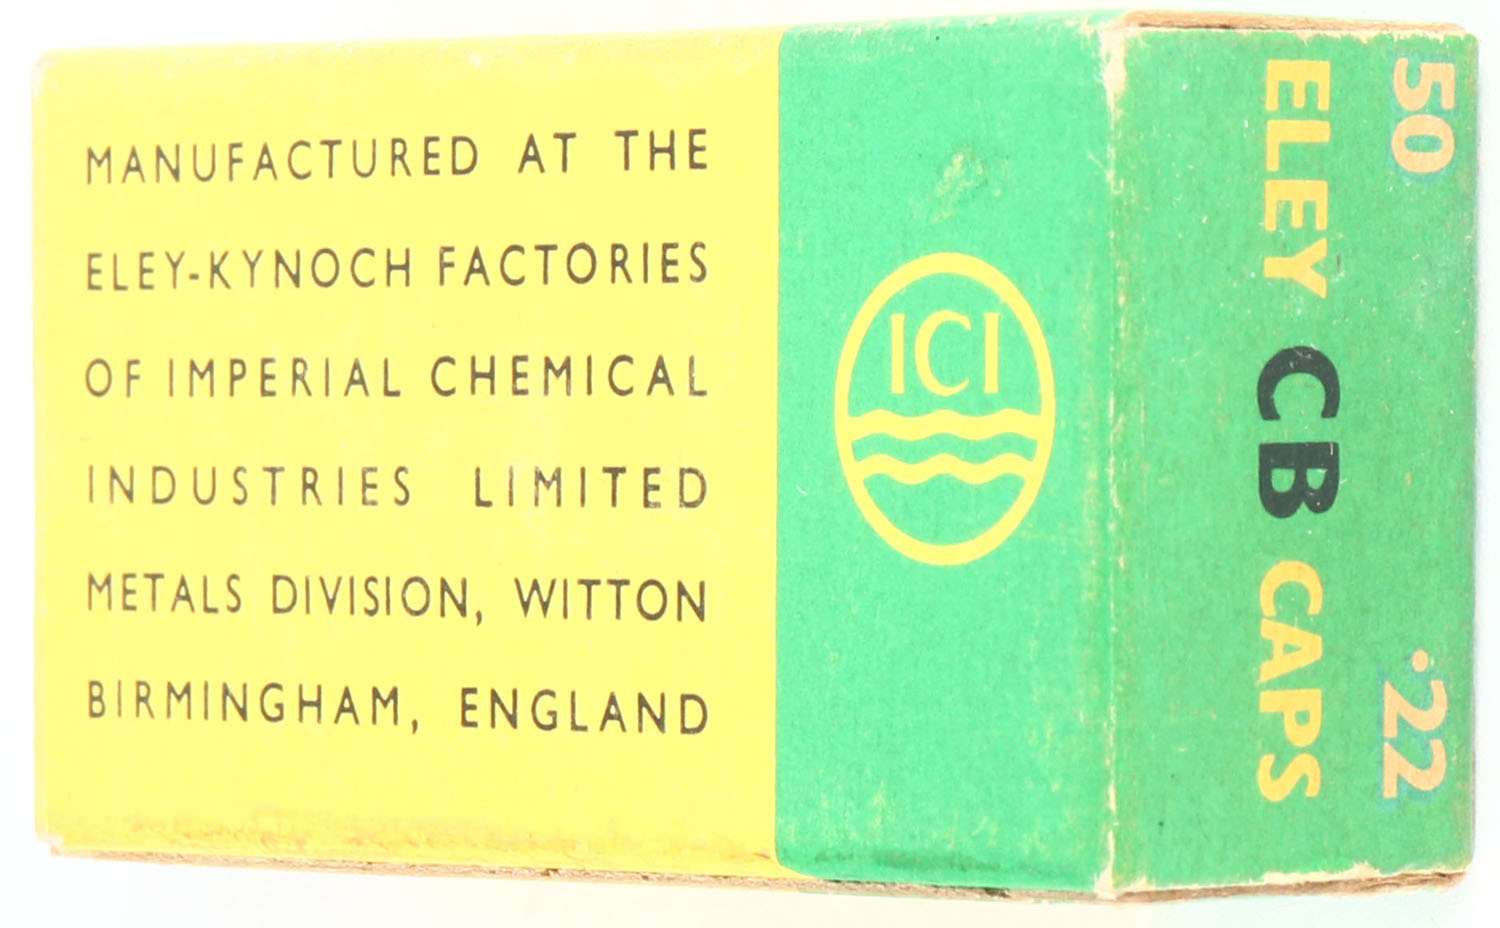 MANUFACTURED AT THE
ELEY-KYNOCH FACTORIES
OF IMPERIAL CHEMICAL
INDUSTRIES LIMITED
METALS DIVISION, WITTON
BIRMINGHAM, ENGLAND
ICI
50 .22
ELEY CB CAPS